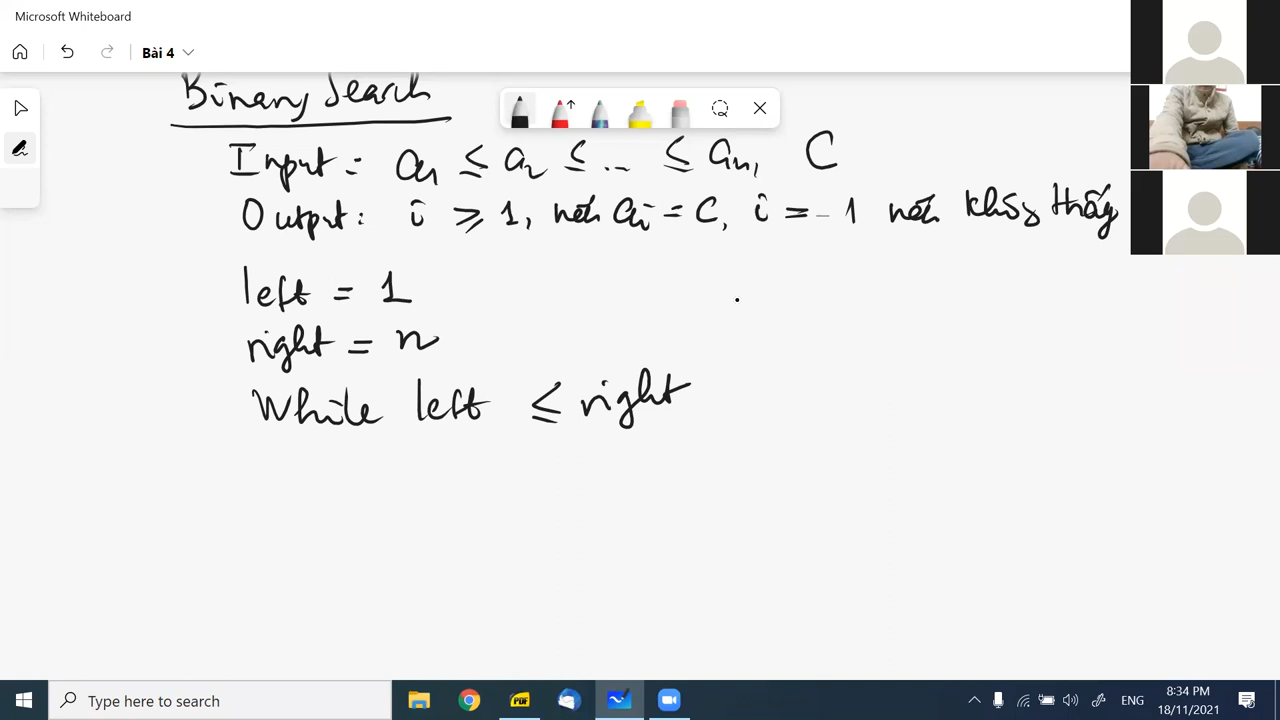 Microsoft Whiteboard
Bài 4
Binary Search
Input: a1 ≤ a2 ≤ ... ≤ an, C
Output: i ≥ 1, nếu ai = C, i = -1 nếu không thấy
left = 1
right = n
While left ≤ right
Type here to search
PDF
ENG
8:34 PM
18/11/2021